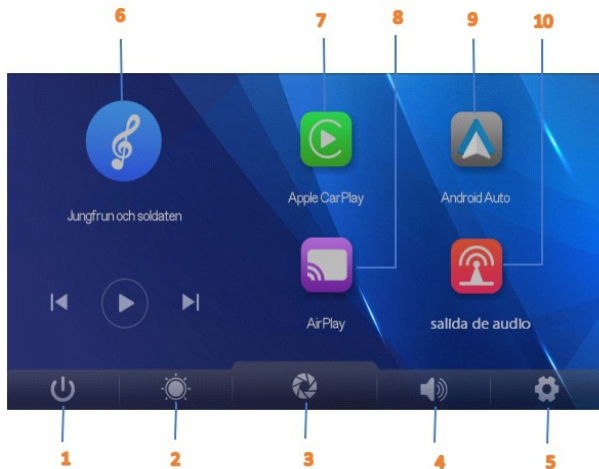 6
7
8
9
10
Jungfrun och soldaten
Apple CarPlay
Android Auto
AirPlay
salida de audio
1
2
3
4
5